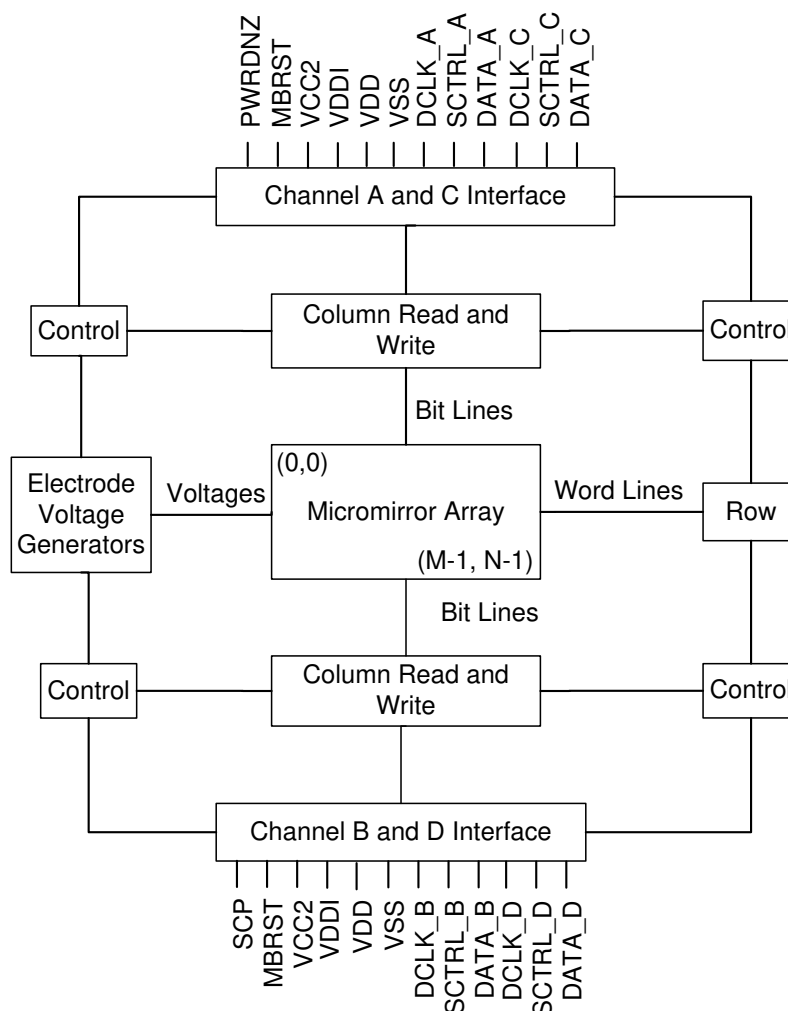 PWRDNZ
MBRST
VCC2
VDDI
VDD
VSS
DCLK_A
SCTRL_A
DATA_A
DCLK_C
SCTRL_C
DATA_C
Channel A and C Interface
Control
Column Read and
Write
Control
Bit Lines
Electrode
Voltage
Generators
Voltages
(0,0)
Micromirror Array
(M-1, N-1)
Word Lines
Row
Bit Lines
Control
Column Read and
Write
Control
Channel B and D Interface
SCP
MBRST
VCC2
VDDI
VDD
VSS
DCLK_B
SCTRL_B
DATA_B
DCLK_D
SCTRL_D
DATA_D